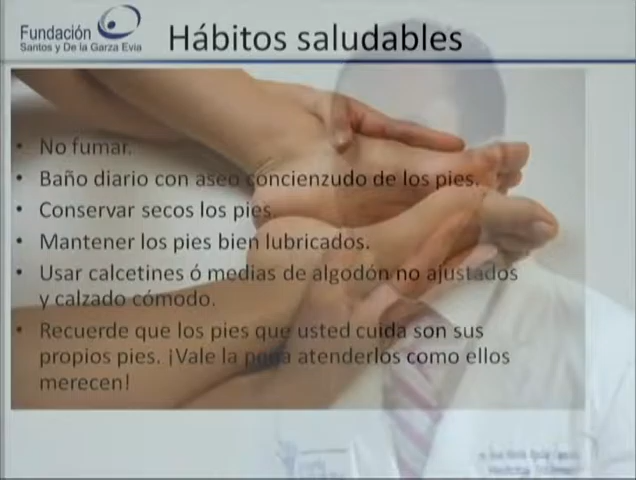 Fundación
Santos y De la Garza Evia
Hábitos saludables
• No fumar.
• Baño diario con aseo concienzudo de los pies.
• Conservar secos los pies.
• Mantener los pies bien lubricados.
• Usar calcetines ó medias de algodón no ajustados
y calzado cómodo.
• Recuerde que los pies que usted cuida son sus
propios pies. ¡Vale la pena atenderlos como ellos
merecen!